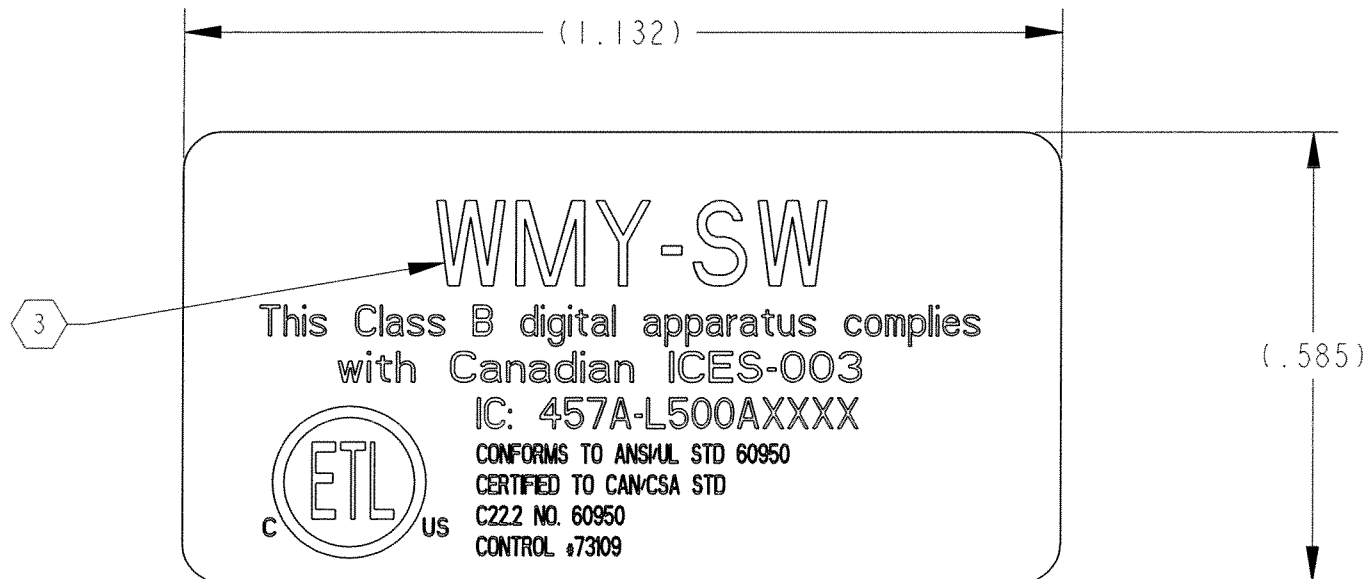 (1.132)
WMY-SW
3
This Class B digital apparatus complies
(.585)
with Canadian ICES-003
IC: 457A-L500AXXXX
ETL
C US
CONFORMS TO ANSI/UL STD 60950
CERTIFIED TO CAN/CSA STD
C22.2 NO. 60950
CONTROL #73109